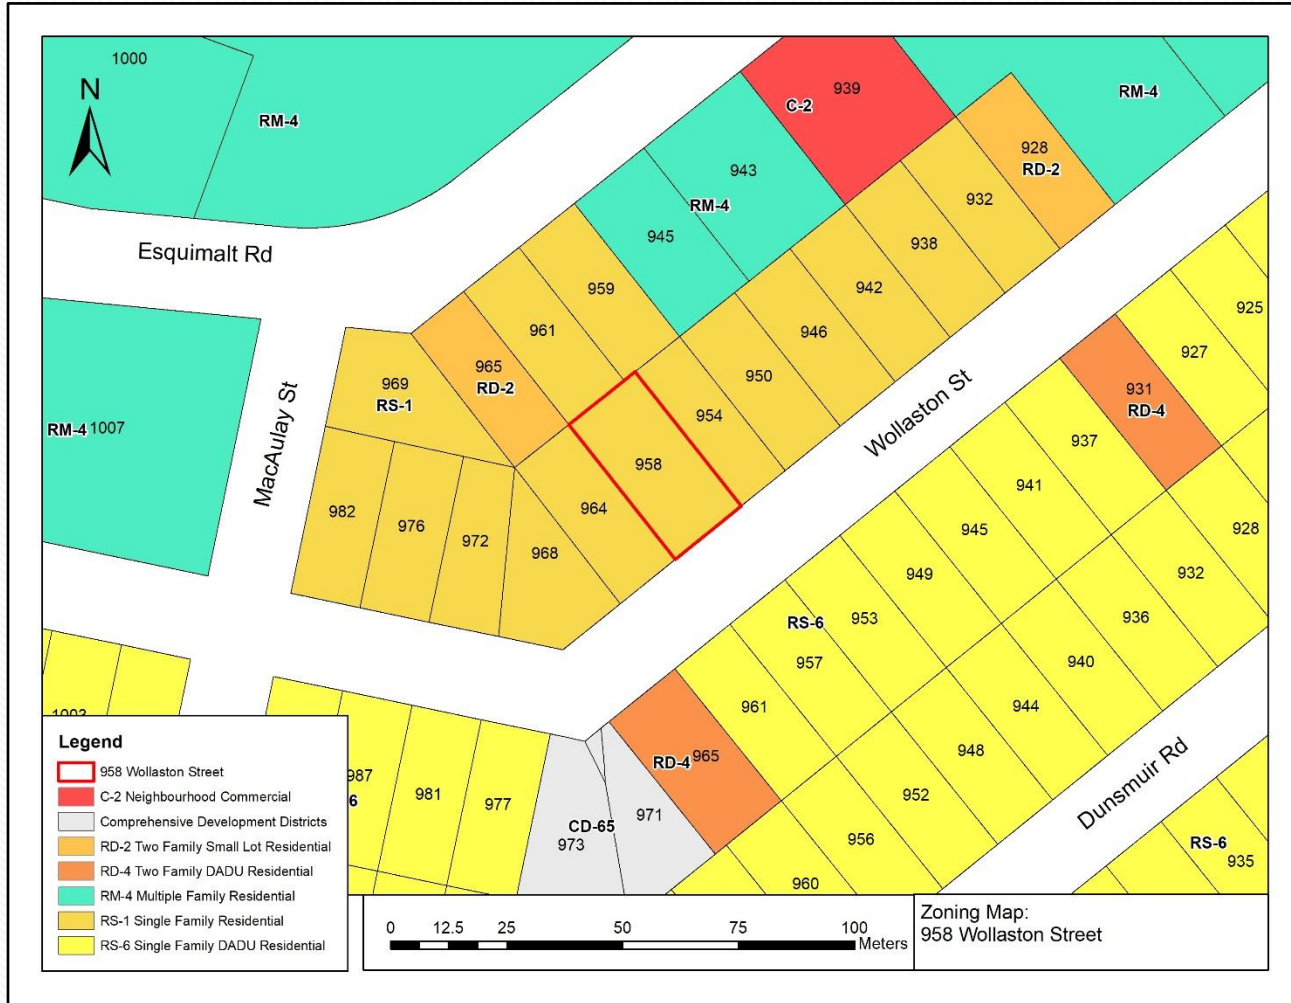 1000
N
RM-4
939
C-2
RM-4
928
RD-2
943
RM-4
945
932
938
Esquimalt Rd
959
942
961
946
925
927
965
RD-2
950
969
RS-1
931
RD-4
954
Wollaston St
RM-4 1007
MacAulay St
958
937
941
964
945
982
976
972
968
949
928
932
RS-6
953
936
957
940
961
944
RD-4 965
948
987
6
981
977
971
CD-65
973
952
956
960
Dunsmuir Rd
RS-6
935
Legend
958 Wollaston Street
C-2 Neighbourhood Commercial
Comprehensive Development Districts
RD-2 Two Family Small Lot Residential
RD-4 Two Family DADU Residential
RM-4 Multiple Family Residential
RS-1 Single Family Residential
RS-6 Single Family DADU Residential
0 12.5 25 50 75 100
Meters
Zoning Map:
958 Wollaston Street